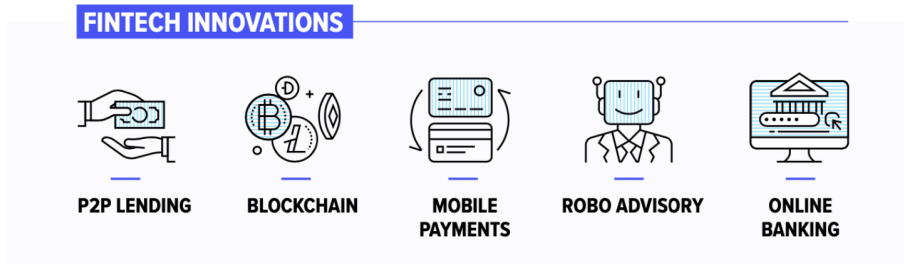 FINTECH INNOVATIONS
P2P LENDING
BLOCKCHAIN
MOBILE
PAYMENTS
ROBO ADVISORY
ONLINE
BANKING